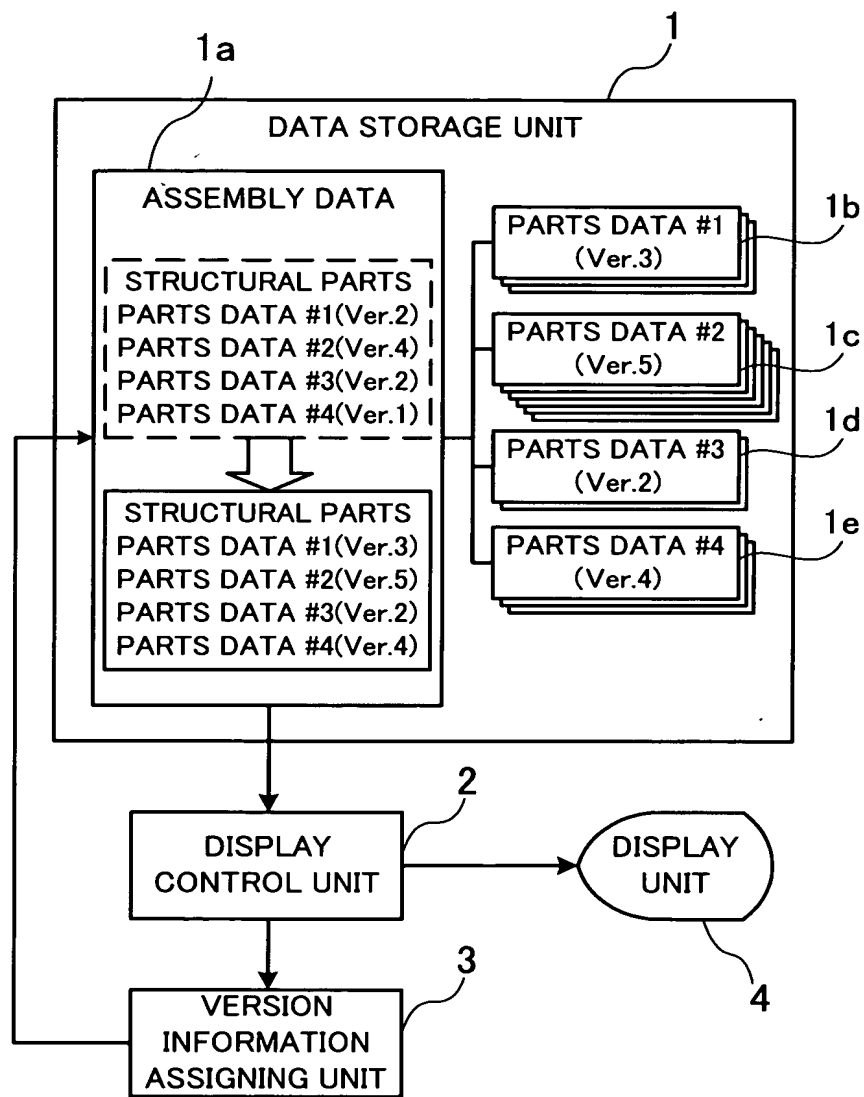 1
1a
DATA STORAGE UNIT
ASSEMBLY DATA
STRUCTURAL PARTS
PARTS DATA #1(Ver.2)
PARTS DATA #2(Ver.4)
PARTS DATA #3(Ver.2)
PARTS DATA #4(Ver.1)
STRUCTURAL PARTS
PARTS DATA #1(Ver.3)
PARTS DATA #2(Ver.5)
PARTS DATA #3(Ver.2)
PARTS DATA #4(Ver.4)
PARTS DATA #1
(Ver.3)
1b
PARTS DATA #2
(Ver.5)
1c
PARTS DATA #3
(Ver.2)
1d
PARTS DATA #4
(Ver.4)
1e
2
DISPLAY
CONTROL UNIT
DISPLAY
UNIT
4
3
VERSION
INFORMATION
ASSIGNING UNIT